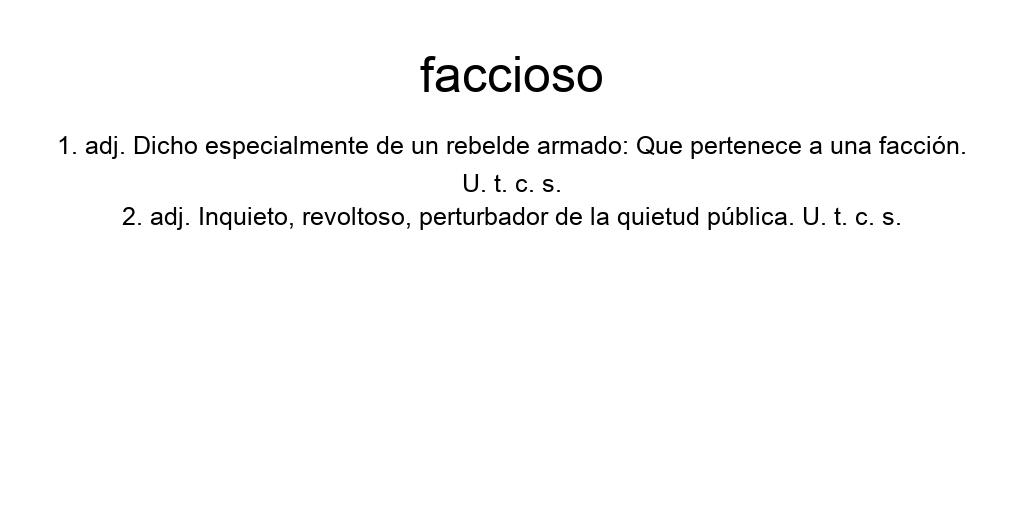 faccioso
1. adj. Dicho especialmente de un rebelde armado: Que pertenece a una facción.
U. t. c. s.
2. adj. Inquieto, revoltoso, perturbador de la quietud pública. U. t. c. s.